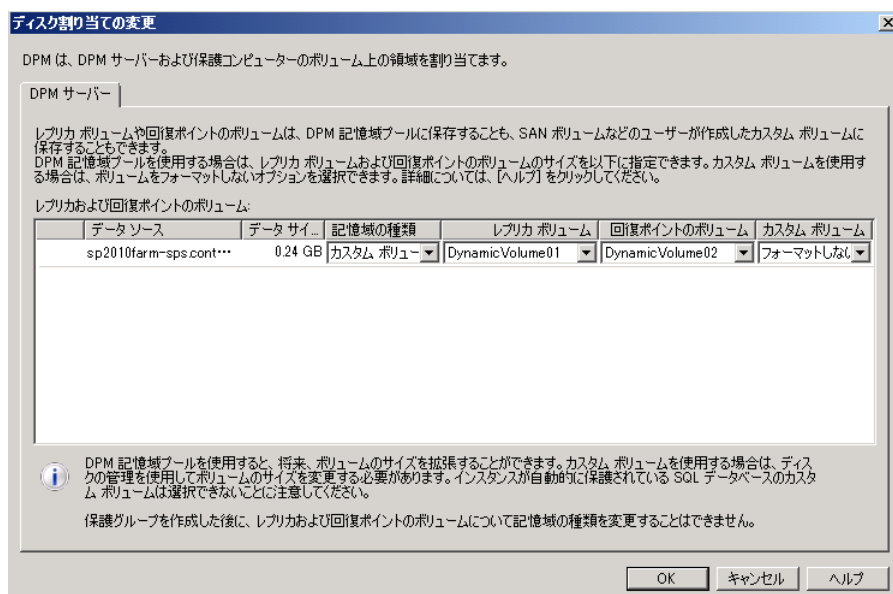 ディスク割り当ての変更
DPM は、DPM サーバーおよび保護コンピューターのボリューム上の領域を割り当てます。
DPM サーバー
レプリカ ボリュームや回復ポイントのボリュームは、DPM 記憶域プールに保存することも、SAN ボリュームなどのユーザーが作成したカスタム ボリュームに
保存することもできます。
DPM 記憶域プールを使用する場合は、レプリカ ボリュームおよび回復ポイントのボリュームのサイズを以下に指定できます。カスタム ボリュームを使用す
る場合は、ボリュームをフォーマットしないオプションを選択できます。詳細については、[ヘルプ] をクリックしてください。
レプリカおよび回復ポイントのボリューム:
データ ソース データ サイ... 記憶域の種類 レプリカ ボリューム 回復ポイントのボリューム カスタム ボリューム
sp2010farm-sps.cont… 0.24 GB カスタム ボリュー DynamicVolume01 DynamicVolume02 フォーマットしない
DPM 記憶域プールを使用すると、将来、ボリュームのサイズを拡張することができます。カスタム ボリュームを使用する場合は、ディス
クの管理を使用してボリュームのサイズを変更する必要があります。インスタンスが自動的に保護されている SQL データベースのカスタ
ム ボリュームは選択できないことに注意してください。
保護グループを作成した後に、レプリカおよび回復ポイントのボリュームについて記憶域の種類を変更することはできません。
OK キャンセル ヘルプ